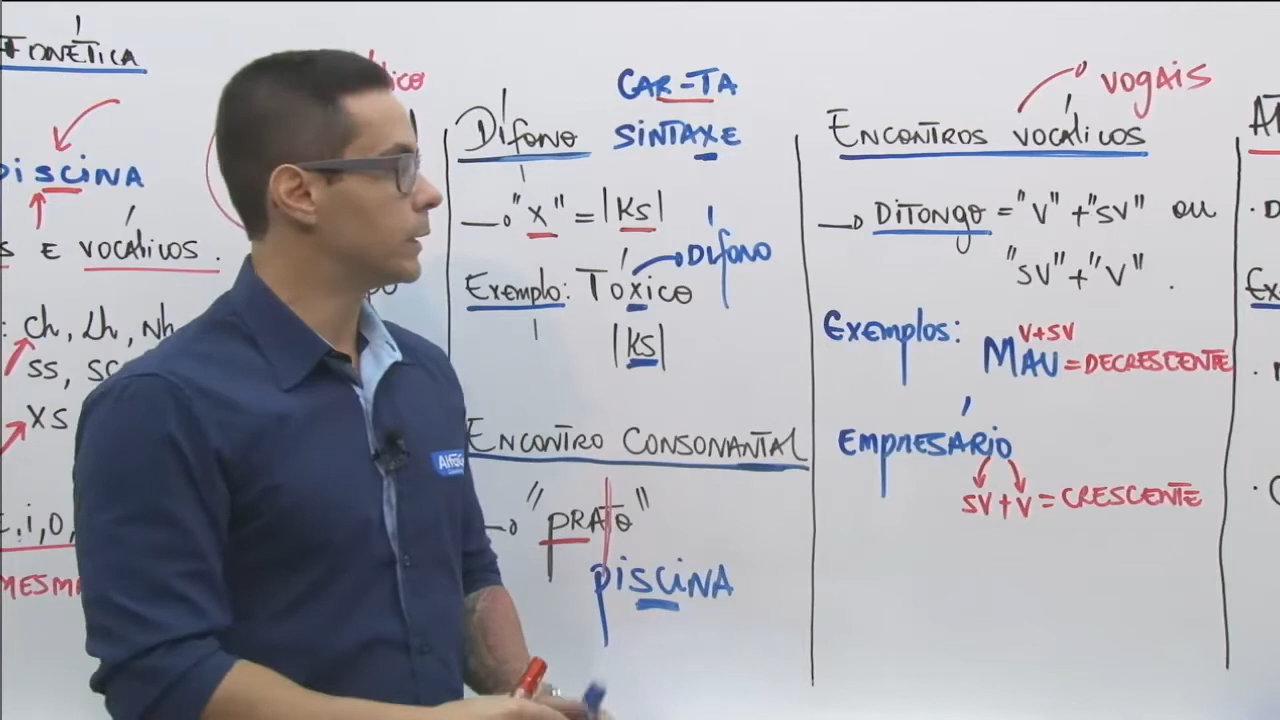 FONÉTICA
PISCINA
E VOCÁLICOS.
Ch, Lh, Nh
SS, SC
XS
i, O,
DÍFONO
CAR-TA
SINTAXE
"X" = |KS|
Exemplo: TÓXICO
DÍFONO
|KS|
ENCONTRO CONSONANTAL
"PRATO"
PISCINA
VOGAIS
ENCONTROS VOCÁLICOS
DITONGO = "V" + "SV" ou
"SV" + "V".
Exemplos:
V+SV
MAU = DECRESCENTE
EMPRESÁRIO
SV+V = CRESCENTE